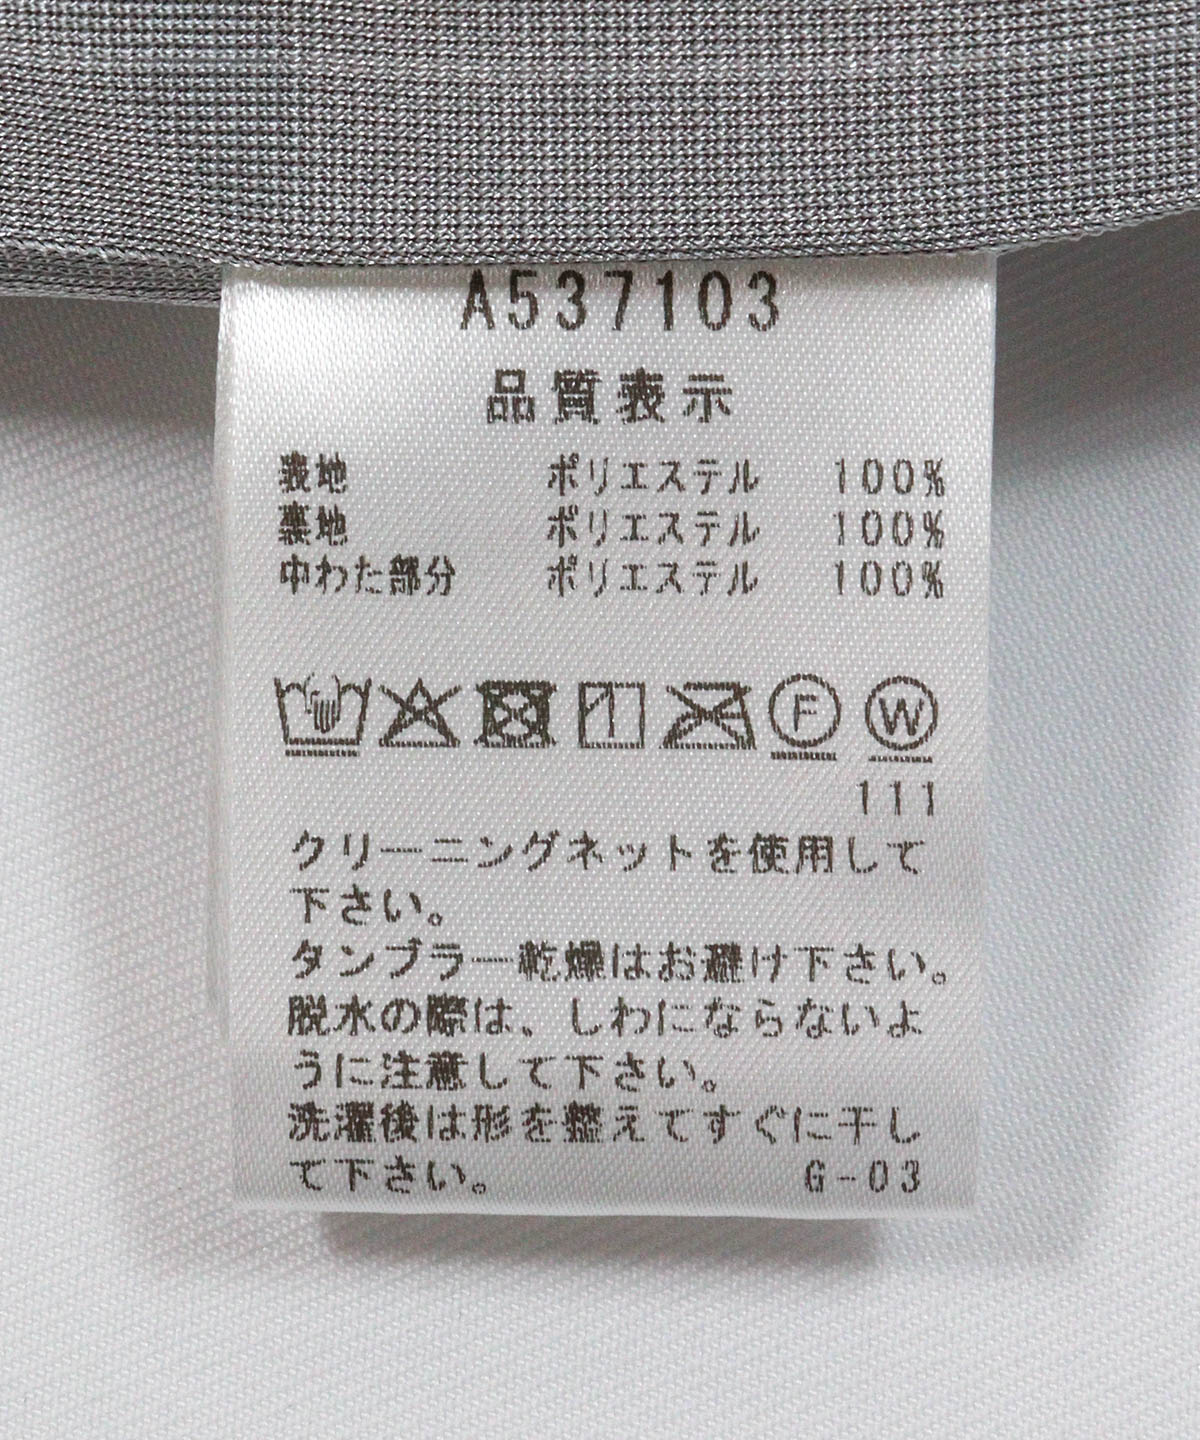 A537103
品質表示
表地 ポリエステル 100%
裏地 ポリエステル 100%
中わた部分 ポリエステル 100%
F W
111
クリーニングネットを使用して
下さい。
タンブラー乾燥はお避け下さい。
脱水の際は、しわにならないよ
うに注意して下さい。
洗濯後は形を整えてすぐに干し
て下さい。 G-03